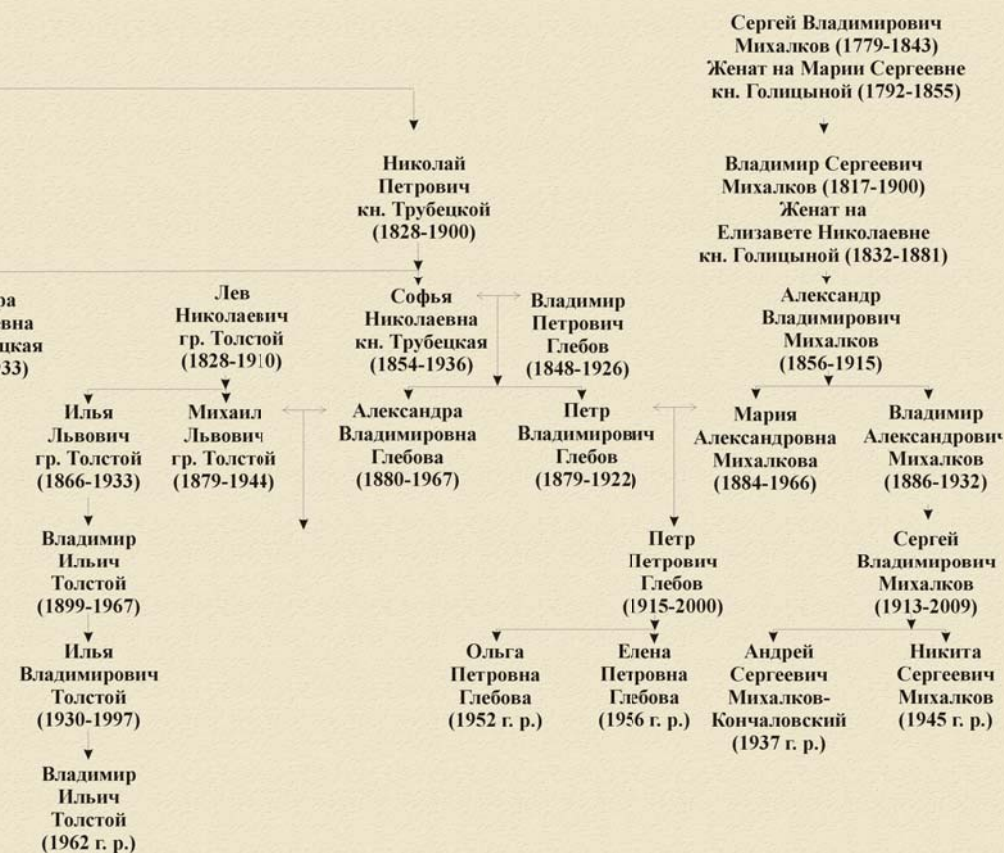 Сергей Владимирович
Михалков (1779-1843)
Женат на Марии Сергеевне
кн. Голицыной (1792-1855)
Николай
Петрович
кн. Трубецкой
(1828-1900)
Владимир Сергеевич
Михалков (1817-1900)
Женат на
Елизавете Николаевне
кн. Голицыной (1832-1881)
Лев
Николаевич
гр. Толстой
(1828-1910)
Софья
Николаевна
кн. Трубецкая
(1854-1936)
Владимир
Петрович
Глебов
(1848-1926)
Александр
Владимирович
Михалков
(1856-1915)
Илья
Львович
гр. Толстой
(1866-1933)
Михаил
Львович
гр. Толстой
(1879-1944)
Александра
Владимировна
Глебова
(1880-1967)
Петр
Владимирович
Глебов
(1879-1922)
Мария
Александровна
Михалкова
(1884-1966)
Владимир
Александрович
Михалков
(1886-1932)
Владимир
Ильич
Толстой
(1899-1967)
Петр
Петрович
Глебов
(1915-2000)
Сергей
Владимирович
Михалков
(1913-2009)
Илья
Владимирович
Толстой
(1930-1997)
Ольга
Петровна
Глебова
(1952 г. р.)
Елена
Петровна
Глебова
(1956 г. р.)
Андрей
Сергеевич
Михалков-
Кончаловский
(1937 г. р.)
Никита
Сергеевич
Михалков
(1945 г. р.)
Владимир
Ильич
Толстой
(1962 г. р.)